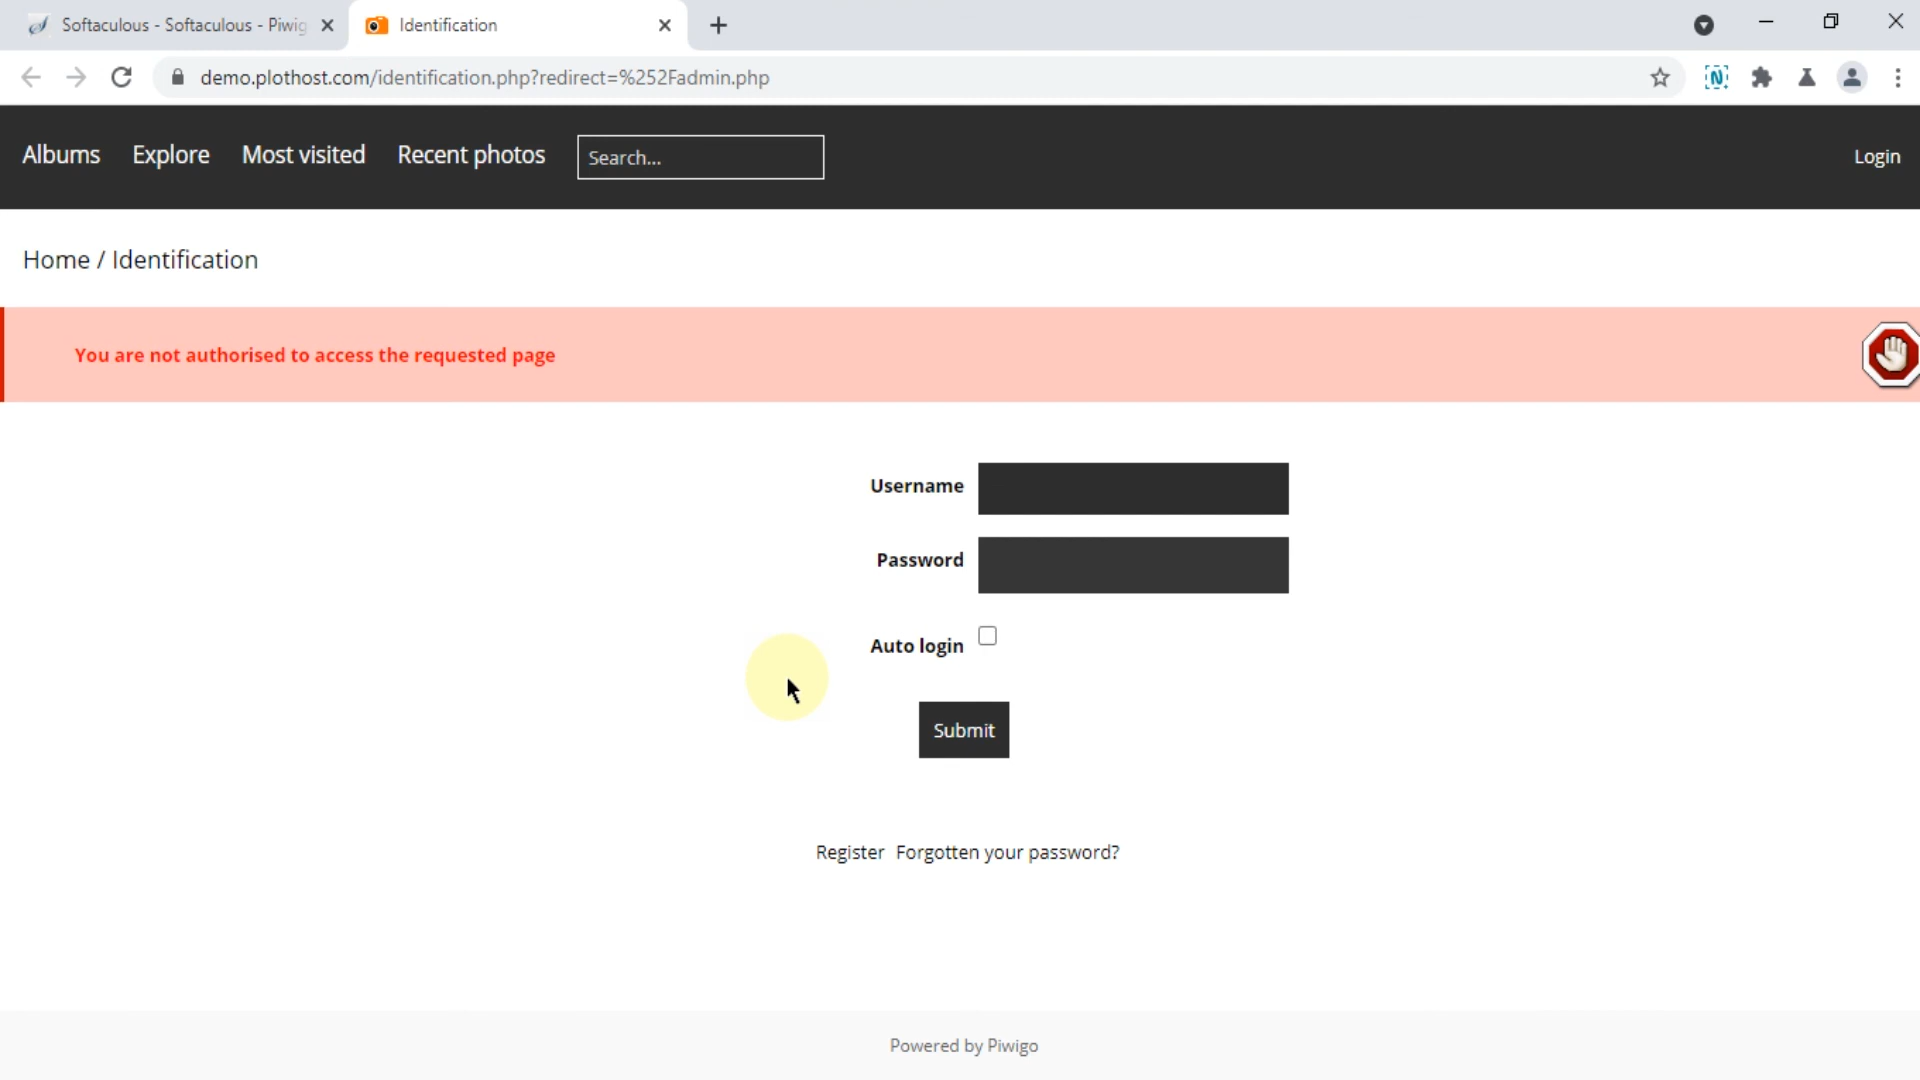 Softaculous - Softaculous - Piwig
Identification
demo.plothost.com/identification.php?redirect=%252Fadmin.php
Albums
Explore
Most visited
Recent photos
Search...
Login
Home / Identification
You are not authorised to access the requested page
Username
Password
Auto login
Submit
Register Forgotten your password?
Powered by Piwigo